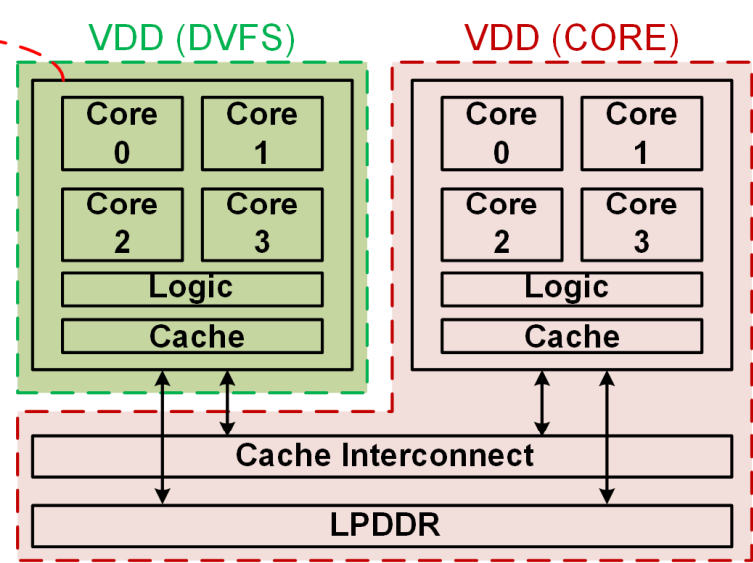 VDD (DVFS)
VDD (CORE)
Core
0
Core
1
Core
2
Core
3
Logic
Cache
Core
0
Core
1
Core
2
Core
3
Logic
Cache
Cache Interconnect
LPDDR